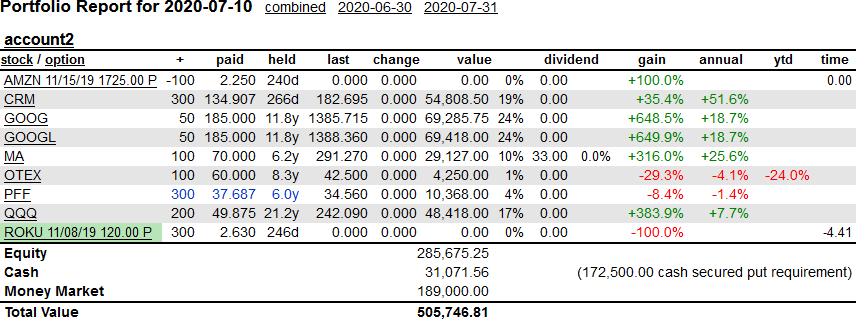 Portfolio Report for 2020-07-10 combined 2020-06-30 2020-07-31
account2
stock / option + paid held last change value dividend gain annual ytd time
AMZN 11/15/19 1725.00 P -100 2.250 240d 0.000 0.000 0.00 0% 0.00 +100.0% 0.00
CRM 300 134.907 266d 182.695 0.000 54,808.50 19% 0.00 +35.4% +51.6%
GOOG 50 185.000 11.8y 1385.715 0.000 69,285.75 24% 0.00 +648.5% +18.7%
GOOGL 50 185.000 11.8y 1388.360 0.000 69,418.00 24% 0.00 +649.9% +18.7%
MA 100 70.000 6.2y 291.270 0.000 29,127.00 10% 33.00 0.0% +316.0% +25.6%
OTEX 100 60.000 8.3y 42.500 0.000 4,250.00 1% 0.00 -29.3% -4.1% -24.0%
PFF 300 37.687 6.0y 34.560 0.000 10,368.00 4% 0.00 -8.4% -1.4%
QQQ 200 49.875 21.2y 242.090 0.000 48,418.00 17% 0.00 +383.9% +7.7%
ROKU 11/08/19 120.00 P 300 2.630 246d 0.000 0.000 0.00 0% 0.00 -100.0% -4.41
Equity 285,675.25
Cash 31,071.56 (172,500.00 cash secured put requirement)
Money Market 189,000.00
Total Value 505,746.81